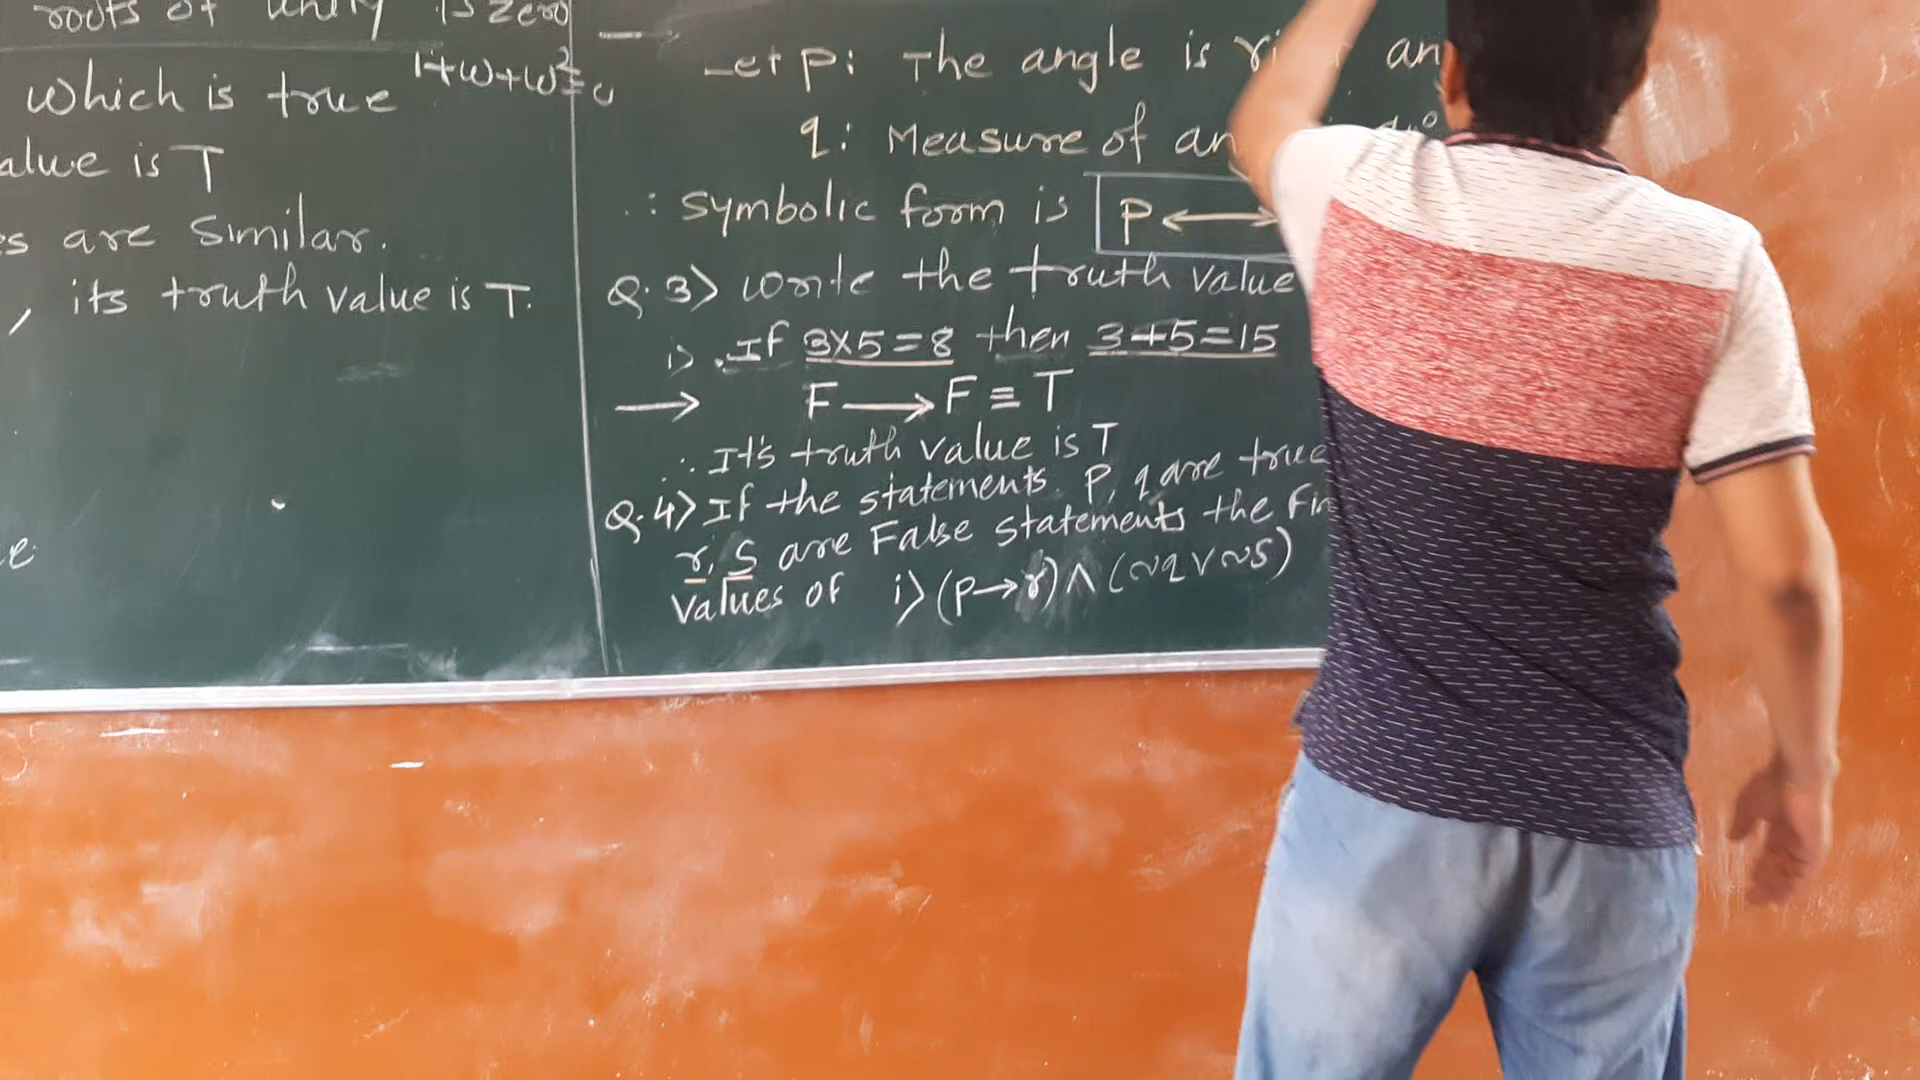 roots of unity is zero
1+ω+ω²=0
which is true
alue is T
es are similar.
, its truth value is T.
Let p: The angle is an
q: Measure of an
∴ symbolic form is p ⟷
Q.3) write the truth value
i) If 3×5=8 then 3+5=15
→ F ⟶ F ≡ T
∴ It's truth value is T
Q.4) If the statements p, q are true
r, s are False statements the Fin
values of i) (p→r)∧(~q∨~s)